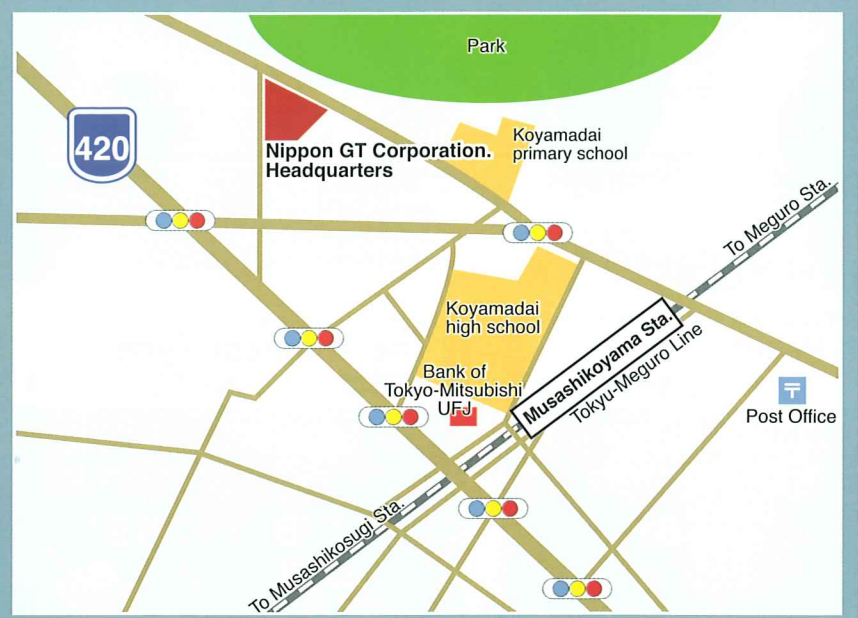 Park
420
Nippon GT Corporation.
Headquarters
Koyamadai
primary school
To Meguro Sta.
Koyamadai
high school
Musashikoyama Sta.
Tokyu-Meguro Line
Bank of
Tokyo-Mitsubishi
UFJ
〒
Post Office
To Musashikosugi Sta.